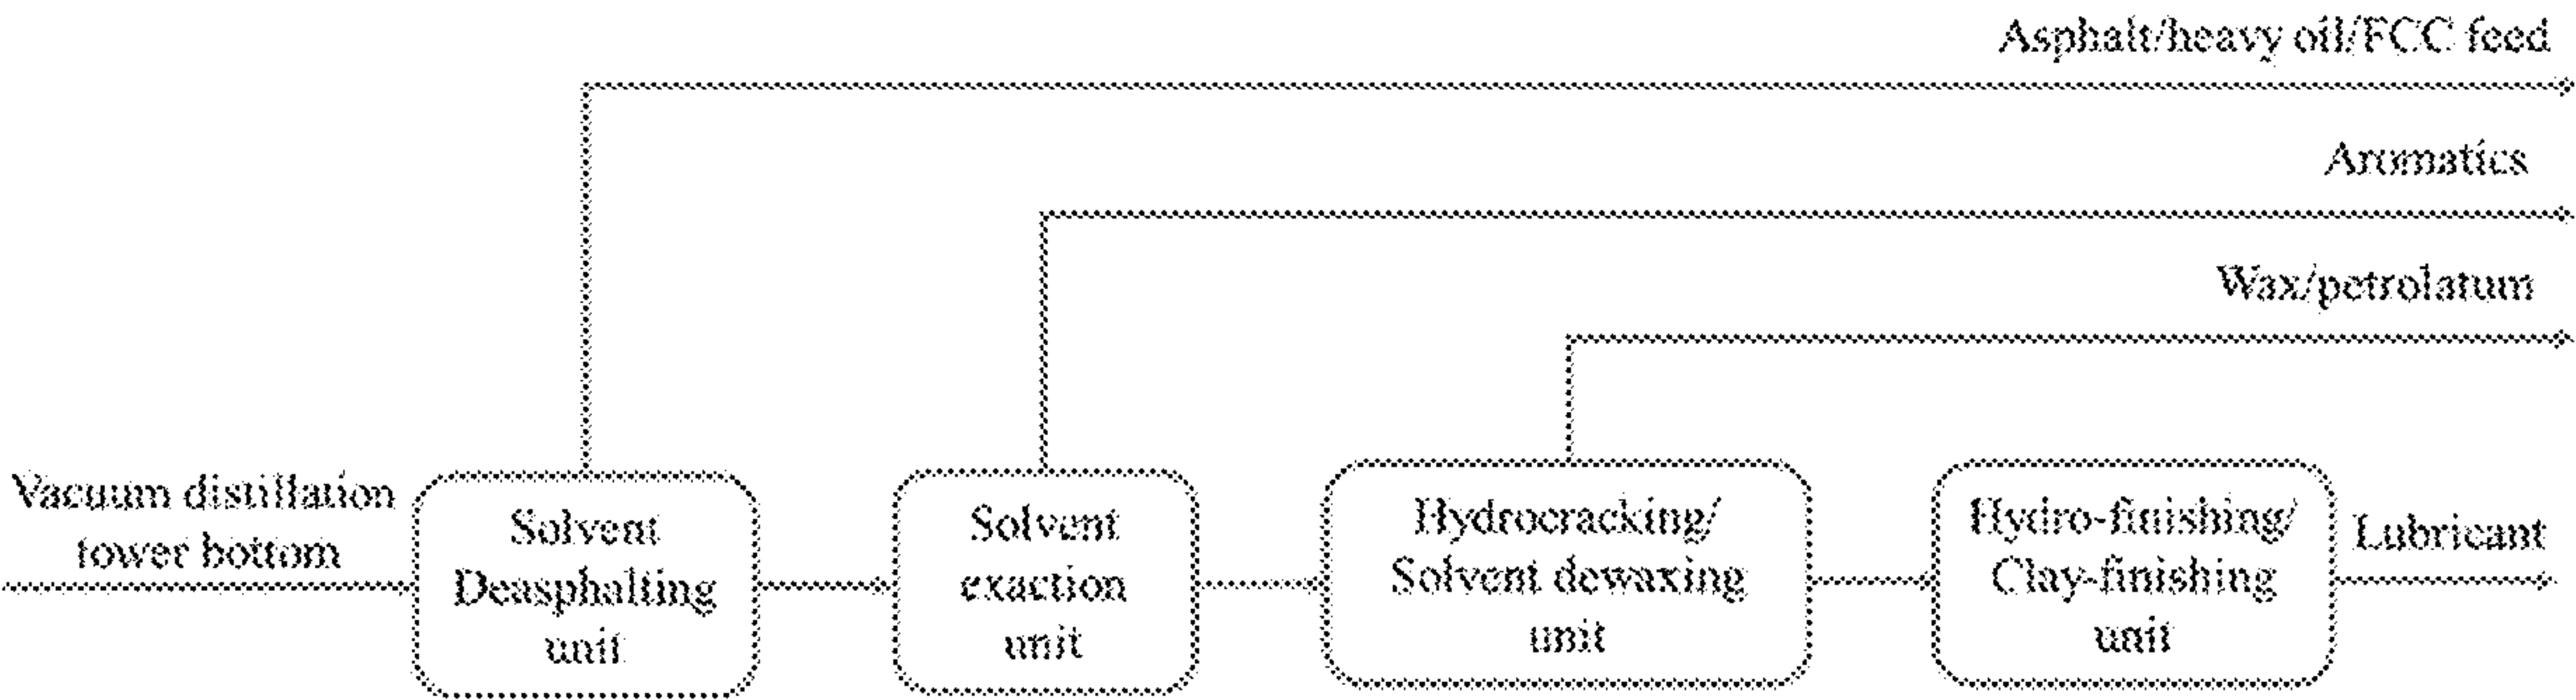 Asphalt/heavy oil/FCC feed
Aromatics
Wax/petrolatum
Vacuum distillation
tower bottom
Solvent
Deasphalting
unit
Solvent
exaction
unit
Hydrocracking/
Solvent dewaxing
unit
Hydro-finishing/
Clay-finishing
unit
Lubricant